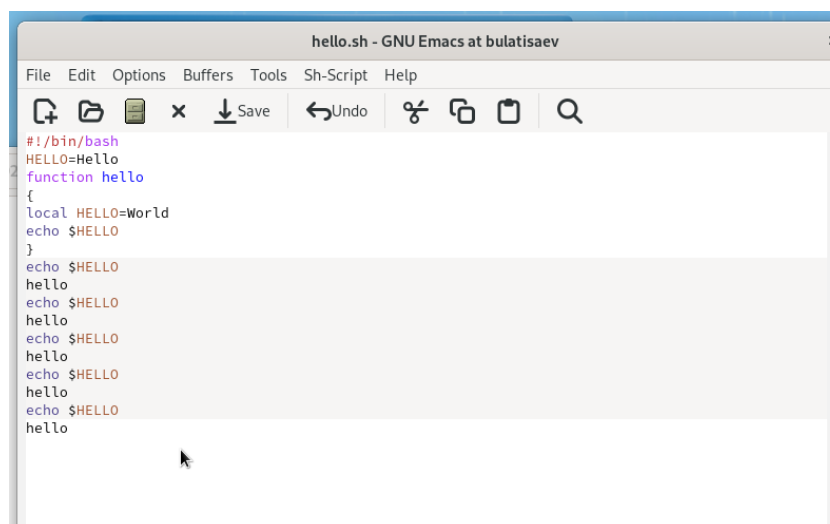 hello.sh - GNU Emacs at bulatisaev
File Edit Options Buffers Tools Sh-Script Help
Save Undo
#!/bin/bash
HELLO=Hello
function hello
{
local HELLO=World
echo $HELLO
}
echo $HELLO
hello
echo $HELLO
hello
echo $HELLO
hello
echo $HELLO
hello
echo $HELLO
hello